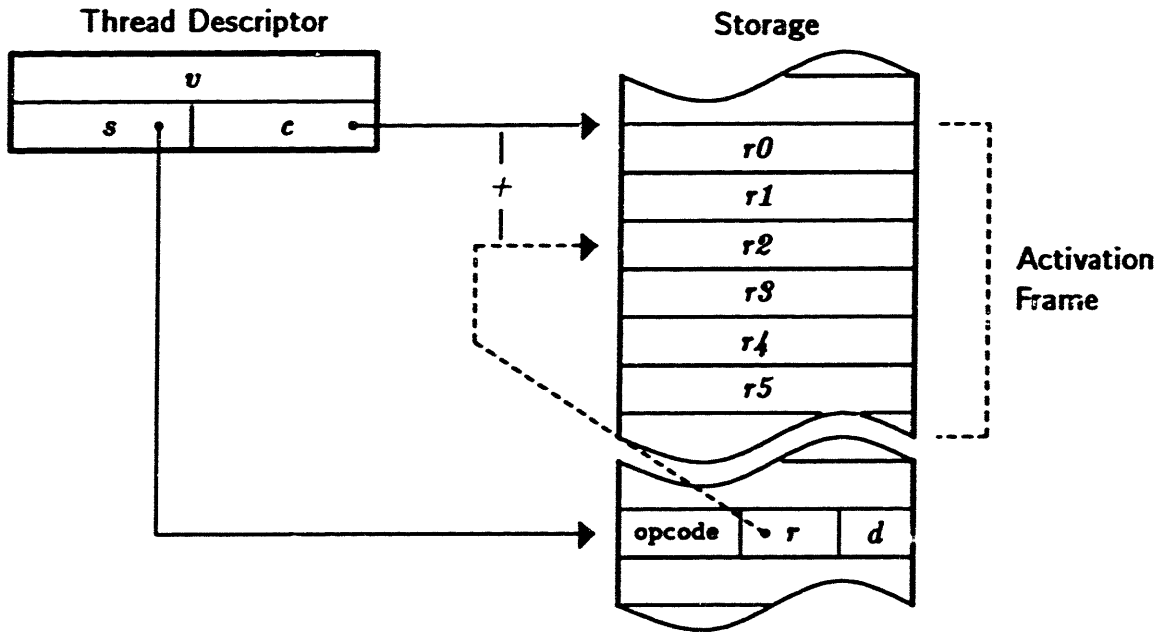 Thread Descriptor
Storage
v
s c
r0
+
r1
r2
r3
r4
r5
Activation
Frame
opcode r d